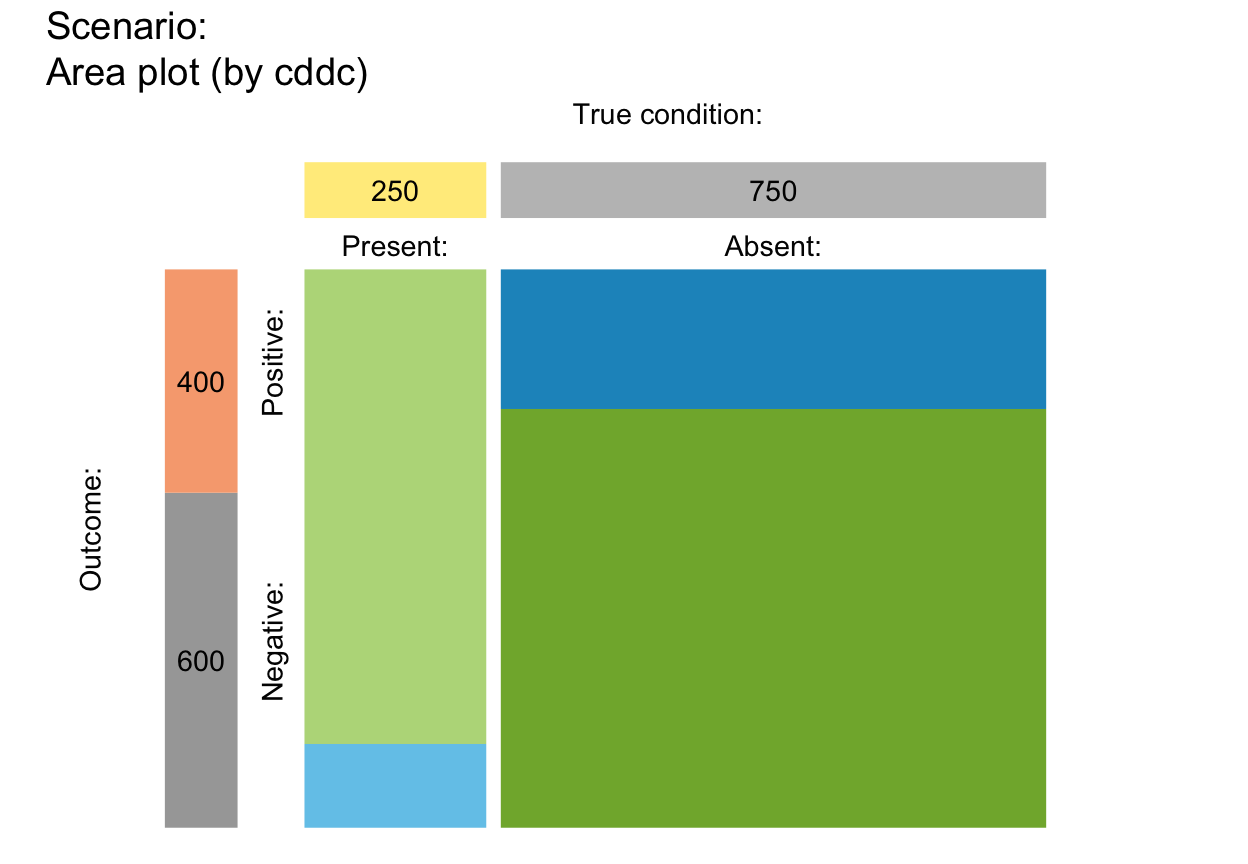 Scenario:
Area plot (by cddc)
True condition:
250
750
Present:
Absent:
Outcome:
400
Positive:
600
Negative: